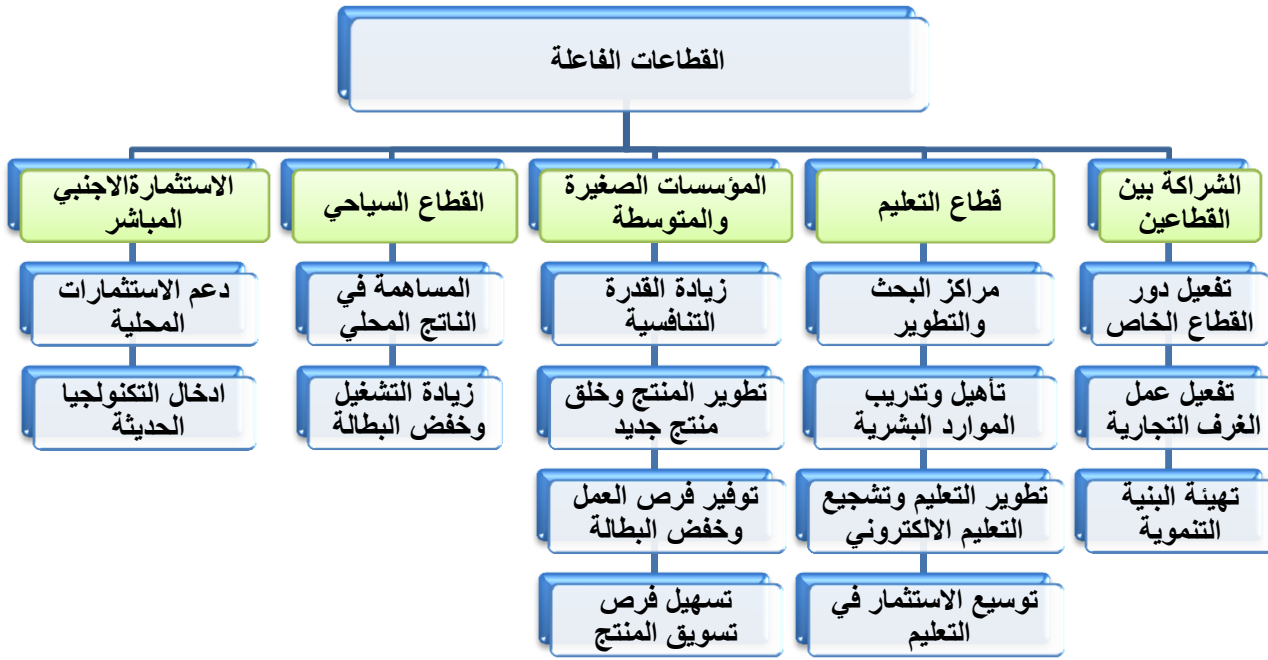 القطاعات الفاعلة
الشراكة بين
القطاعين
تفعيل دور
القطاع الخاص
تفعيل عمل
الغرف التجارية
تهيئة البنية
التنموية
قطاع التعليم
مراكز البحث
والتطوير
تأهيل وتدريب
الموارد البشرية
تطوير التعليم وتشجيع
التعليم الالكتروني
توسيع الاستثمار في
التعليم
المؤسسات الصغيرة
والمتوسطة
زيادة القدرة
التنافسية
تطوير المنتج وخلق
منتج جديد
توفير فرص العمل
وخفض البطالة
تسهيل فرص
تسويق المنتج
القطاع السياحي
المساهمة في
الناتج المحلي
زيادة التشغيل
وخفض البطالة
الاستثمارةالاجنبي
المباشر
دعم الاستثمارات
المحلية
ادخال التكنولجيا
الحديثة